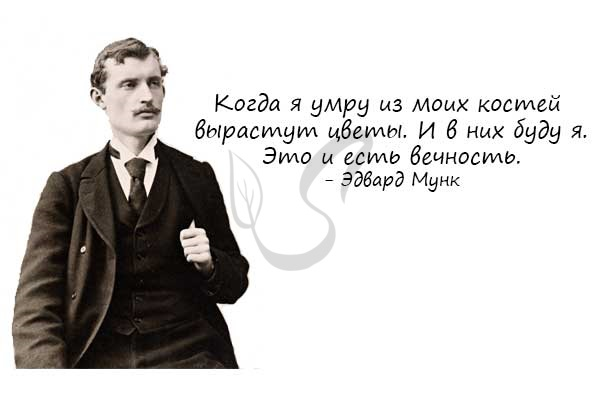 Когда я умру из моих костей
вырастут цветы. И в них буду я.
Это и есть вечность.
- Эдвард Мунк